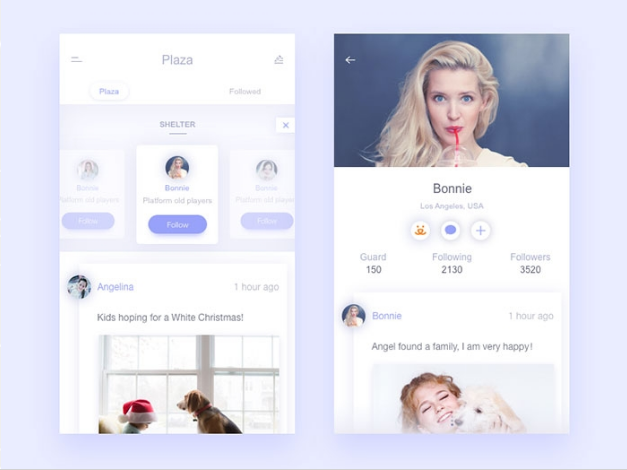 Plaza
Plaza
Followed
SHELTER
Bonnie
Platform old players
Follow
Bonnie
Platform old players
Follow
Bonnie
Platform old player
Follow
Angelina
1 hour ago
Kids hoping for a White Christmas!
Bonnie
Los Angeles, USA
Guard
Following
Followers
150
2130
3520
Bonnie
1 hour ago
Angel found a family, I am very happy!